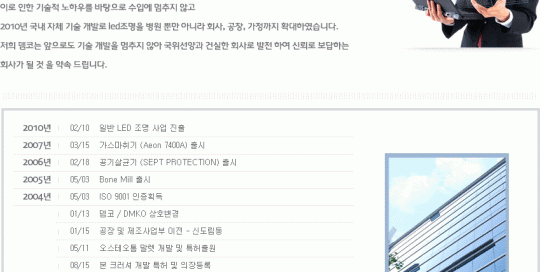 이로 인한 기술적 노하우를 바탕으로 수입에 멈추지 않고
2010년 국내 자체 기술 개발로 led조명을 병원 뿐만 아니라 회사, 공장, 가정까지 확대하였습니다.
저희 뎀코는 앞으로도 기술 개발을 멈추지 않아 국위선양과 건실한 회사로 발전 하여 신뢰로 보답하는
회사가 될 것 을 약속 드립니다.
2010년 02/10 일반 LED 조명 사업 진출
2007년 03/15 가스마취기 (Aeon 7400A) 출시
2006년 02/18 공기살균기 (SEPT PROTECTION) 출시
2005년 05/03 Bone Mill 출시
2004년 05/03 ISO 9001 인증획득
01/13 뎀코 / DMKO 상호변경
01/15 공장 및 제조사업부 이전 - 신도림동
05/11 오스테오톰 말렛 개발 및 특허출원
08/15 본 크러셔 개발 특허 및 의장등록